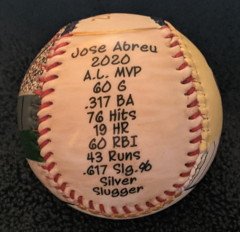 Jose Abreu
2020
A.L. MVP
60 G
.317 BA
76 Hits
19 HR
60 RBI
43 Runs
.617 Slg.%
Silver
Slugger